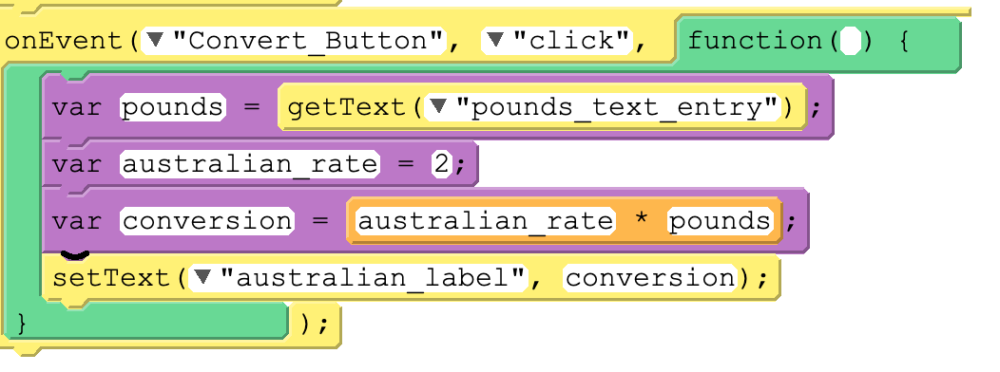 onEvent(▼"Convert_Button", ▼"click", function( ) {
var pounds = getText(▼"pounds_text_entry");
var australian_rate = 2;
var conversion = australian_rate * pounds;
setText(▼"australian_label", conversion);
} );